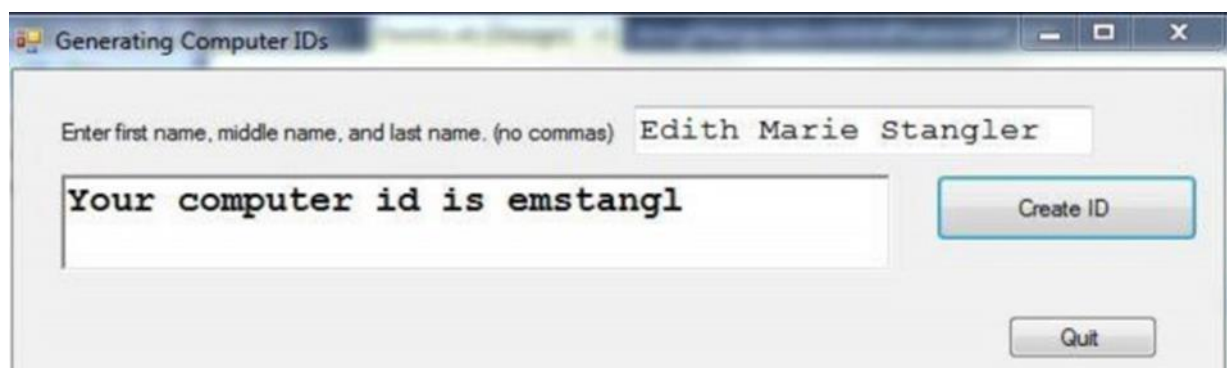 Generating Computer IDs
Enter first name, middle name, and last name. (no commas) Edith Marie Stangler
Your computer id is emstangl
Create ID
Quit